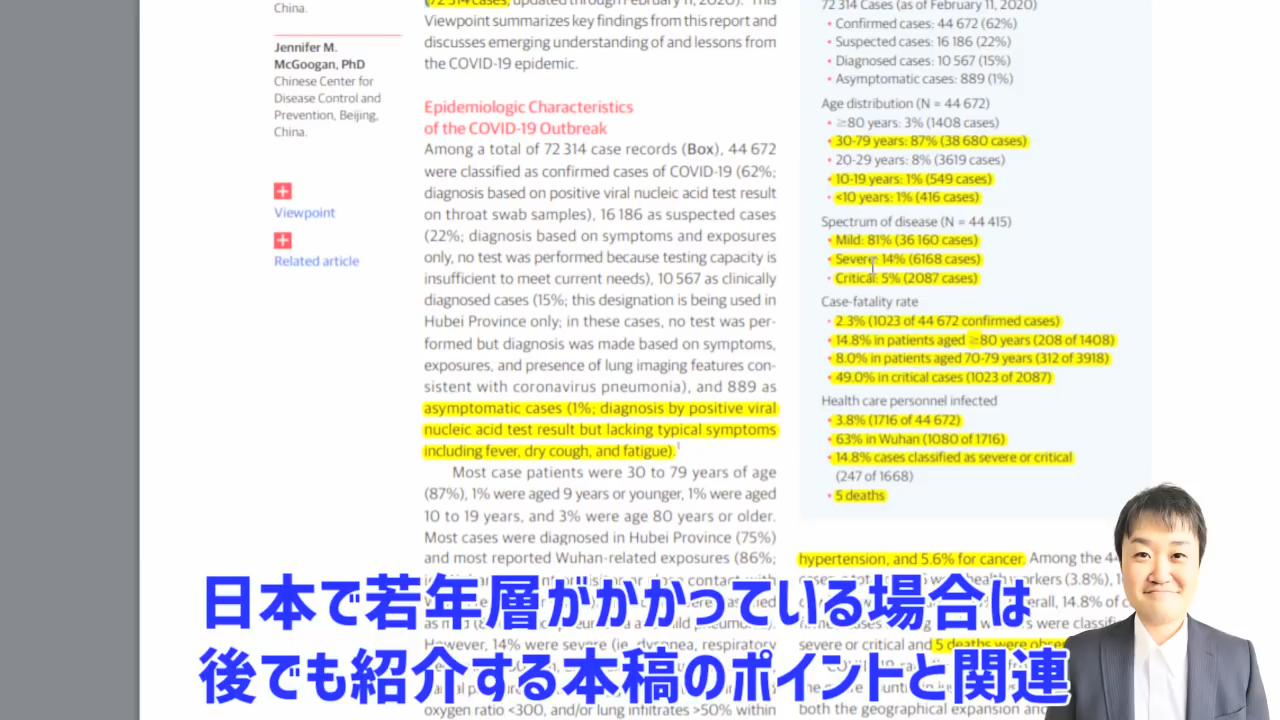 China.
Jennifer M.
McGoogan, PhD
Chinese Center for
Disease Control and
Prevention, Beijing,
China.
Viewpoint
Related article
(72 314 cases, updated through February 11, 2020). This
Viewpoint summarizes key findings from this report and
discusses emerging understanding of and lessons from
the COVID-19 epidemic.
Epidemiologic Characteristics
of the COVID-19 Outbreak
Among a total of 72 314 case records (Box), 44 672
were classified as confirmed cases of COVID-19 (62%;
diagnosis based on positive viral nucleic acid test result
on throat swab samples), 16 186 as suspected cases
(22%; diagnosis based on symptoms and exposures
only, no test was performed because testing capacity is
insufficient to meet current needs), 10 567 as clinically
diagnosed cases (15%; this designation is being used in
Hubei Province only; in these cases, no test was per-
formed but diagnosis was made based on symptoms,
exposures, and presence of lung imaging features con-
sistent with coronavirus pneumonia), and 889 as
asymptomatic cases (1%; diagnosis by positive viral
nucleic acid test result but lacking typical symptoms
including fever, dry cough, and fatigue).1
Most case patients were 30 to 79 years of age
(87%), 1% were aged 9 years or younger, 1% were aged
10 to 19 years, and 3% were age 80 years or older.
Most cases were diagnosed in Hubei Province (75%)
and most reported Wuhan-related exposures (86%;
However, 14% were severe (ie, dyspnea, respiratory
oxygen ratio <300, and/or lung infiltrates >50% within
72 314 Cases (as of February 11, 2020)
• Confirmed cases: 44 672 (62%)
• Suspected cases: 16 186 (22%)
• Diagnosed cases: 10 567 (15%)
• Asymptomatic cases: 889 (1%)
Age distribution (N = 44 672)
• ≥80 years: 3% (1408 cases)
• 30-79 years: 87% (38 680 cases)
• 20-29 years: 8% (3619 cases)
• 10-19 years: 1% (549 cases)
• <10 years: 1% (416 cases)
Spectrum of disease (N = 44 415)
• Mild: 81% (36 160 cases)
• Severe: 14% (6168 cases)
• Critical: 5% (2087 cases)
Case-fatality rate
• 2.3% (1023 of 44 672 confirmed cases)
• 14.8% in patients aged ≥80 years (208 of 1408)
• 8.0% in patients aged 70-79 years (312 of 3918)
• 49.0% in critical cases (1023 of 2087)
Health care personnel infected
• 3.8% (1716 of 44 672)
• 63% in Wuhan (1080 of 1716)
• 14.8% cases classified as severe or critical
(247 of 1668)
• 5 deaths
hypertension, and 5.6% for cancer. Among the 44
workers (3.8%), 1
14.8% of c
were classifi
severe or critical and 5 deaths were obse
both the geographical expansion and
日本で若年層がかかっている場合は
後でも紹介する本稿のポイントと関連